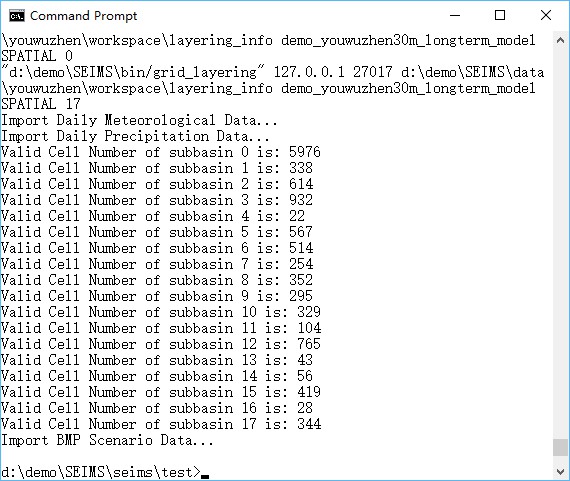 Command Prompt
\youwuzhen\workspace\layering_info demo_youwuzhen30m_longterm_model
SPATIAL 0
"d:\demo\SEIMS\bin/grid_layering" 127.0.0.1 27017 d:\demo\SEIMS\data
\youwuzhen\workspace\layering_info demo_youwuzhen30m_longterm_model
SPATIAL 17
Import Daily Meteorological Data...
Import Daily Precipitation Data...
Valid Cell Number of subbasin 0 is: 5976
Valid Cell Number of subbasin 1 is: 338
Valid Cell Number of subbasin 2 is: 614
Valid Cell Number of subbasin 3 is: 932
Valid Cell Number of subbasin 4 is: 22
Valid Cell Number of subbasin 5 is: 567
Valid Cell Number of subbasin 6 is: 514
Valid Cell Number of subbasin 7 is: 254
Valid Cell Number of subbasin 8 is: 352
Valid Cell Number of subbasin 9 is: 295
Valid Cell Number of subbasin 10 is: 329
Valid Cell Number of subbasin 11 is: 104
Valid Cell Number of subbasin 12 is: 765
Valid Cell Number of subbasin 13 is: 43
Valid Cell Number of subbasin 14 is: 56
Valid Cell Number of subbasin 15 is: 419
Valid Cell Number of subbasin 16 is: 28
Valid Cell Number of subbasin 17 is: 344
Import BMP Scenario Data...
d:\demo\SEIMS\seims\test>